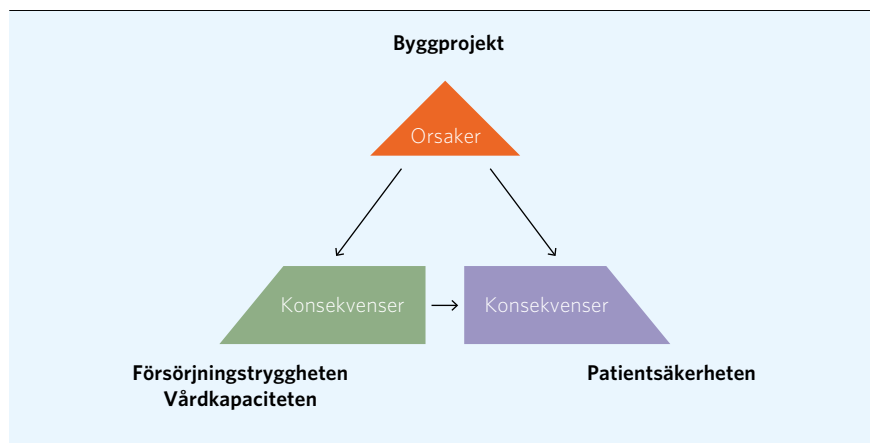 Byggprojekt
Orsaker
Konsekvenser
Konsekvenser
Försörjningstryggheten
Vårdkapaciteten
Patientsäkerheten